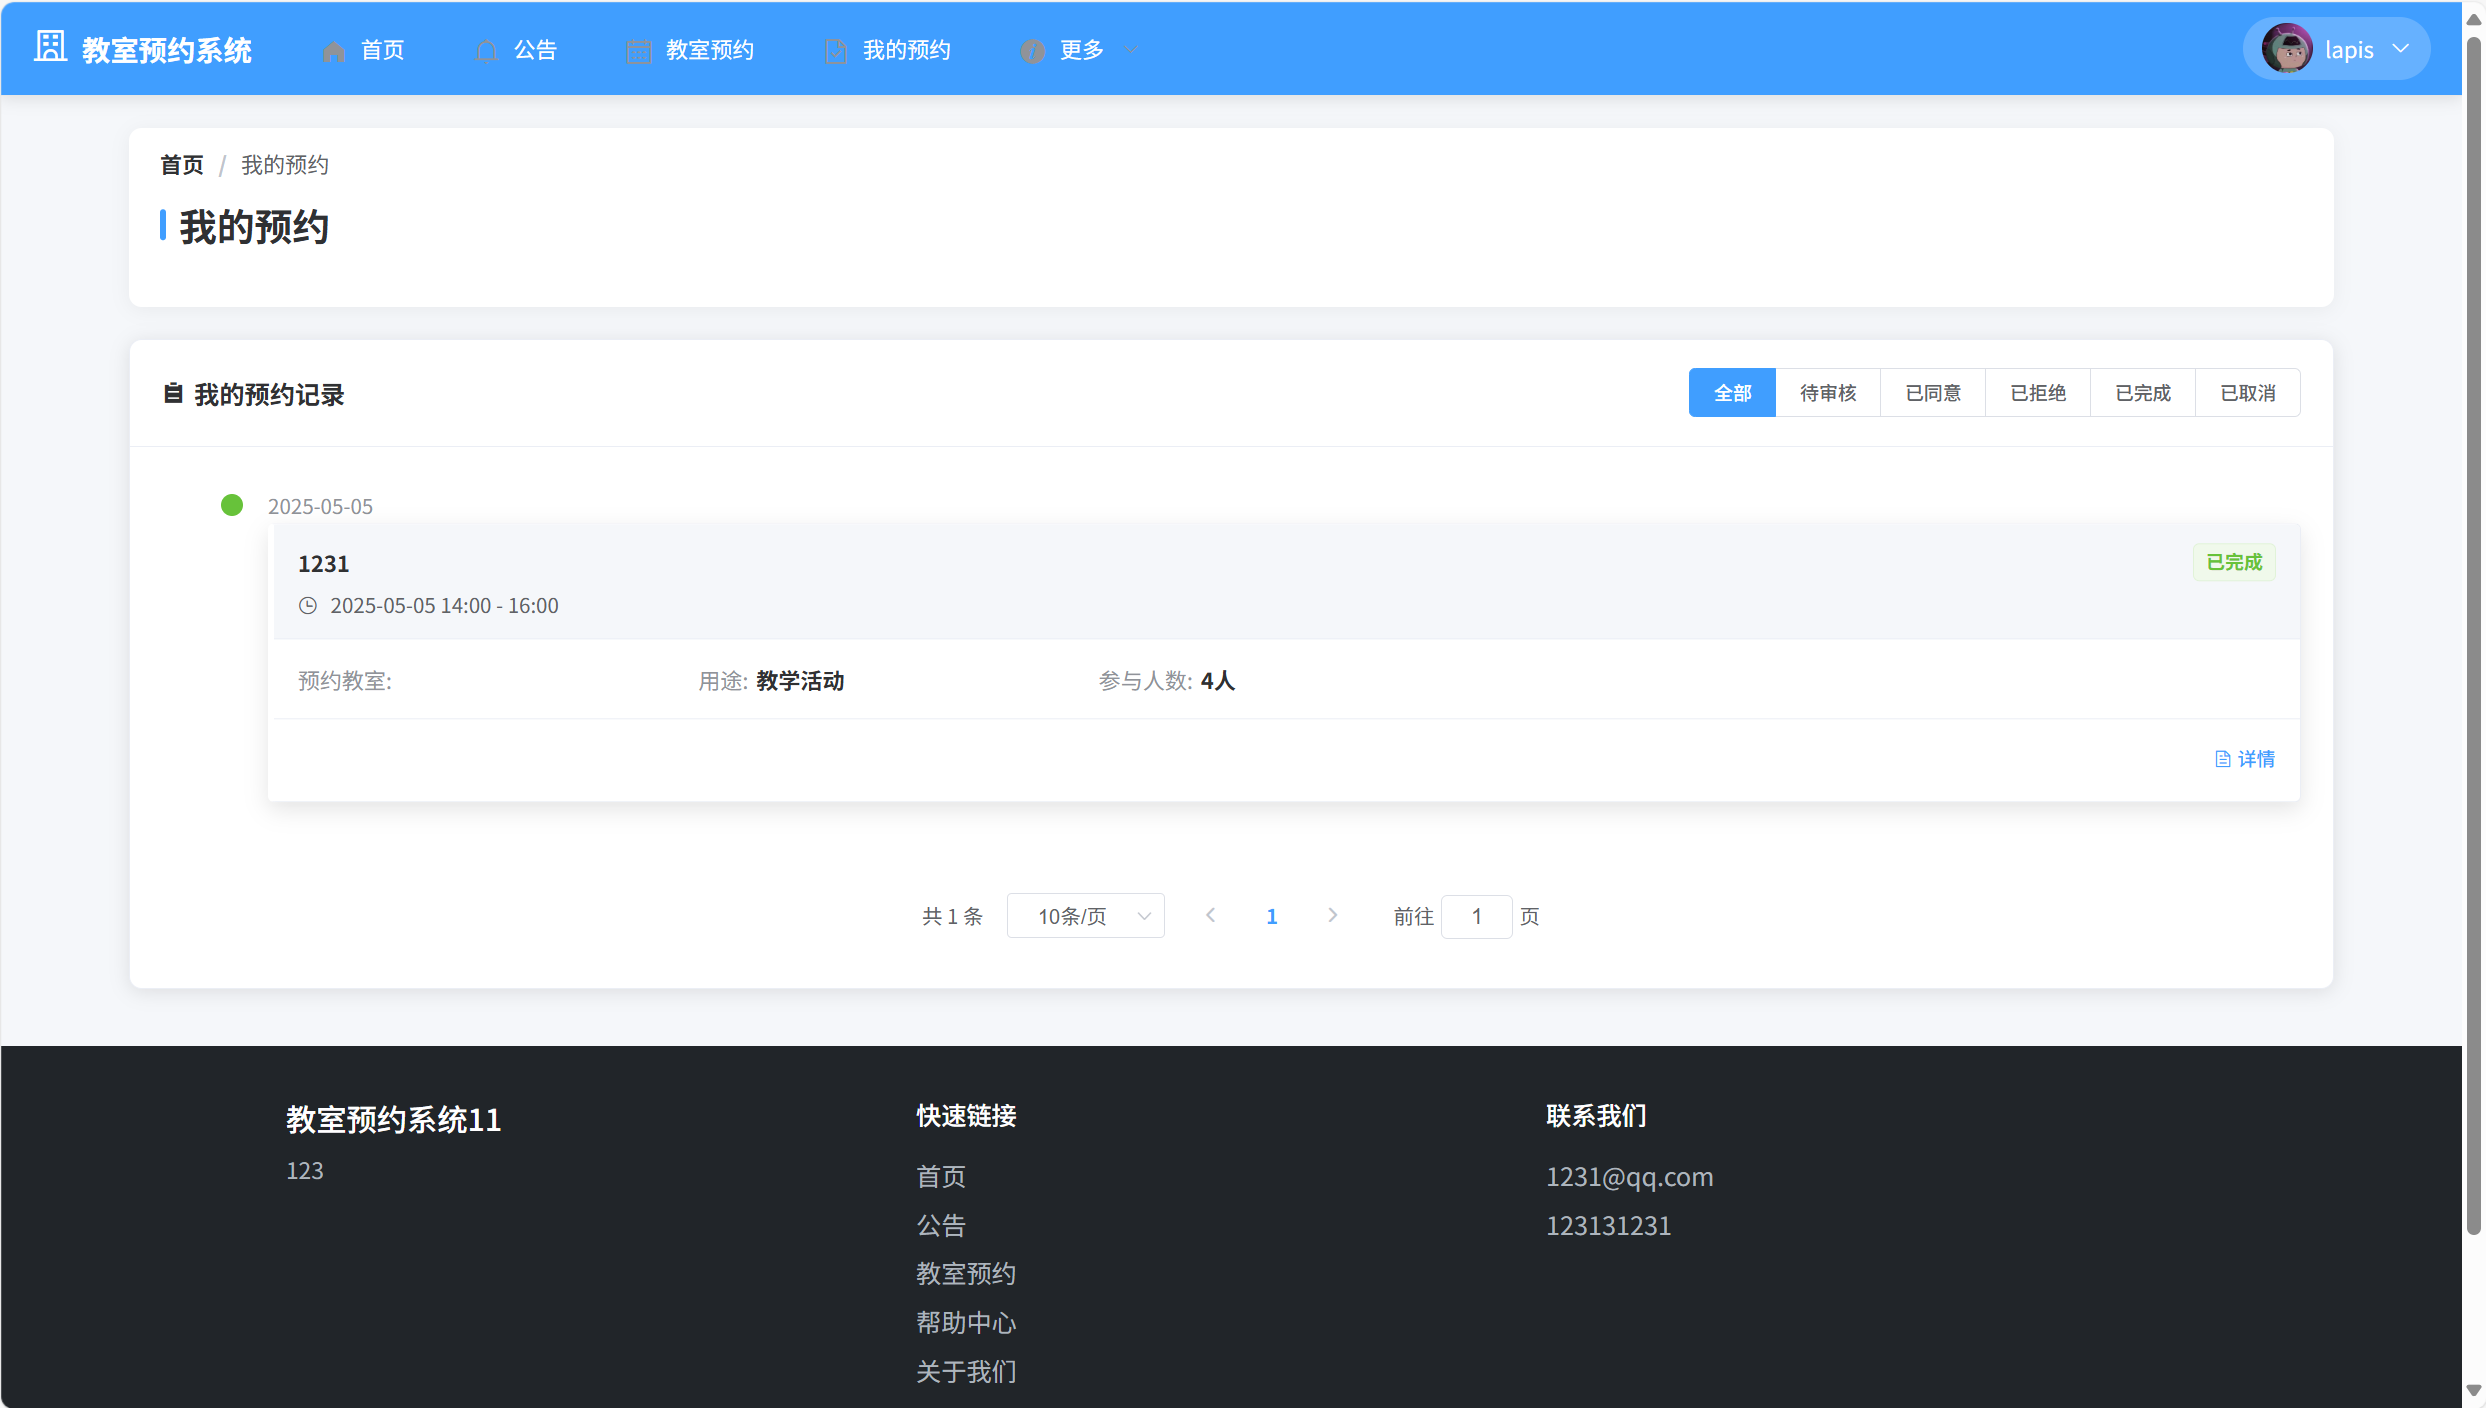 教室预约系统
首页
公告
教室预约
我的预约
更多
lapis
首页 / 我的预约
我的预约
我的预约记录
全部
待审核
已同意
已拒绝
已完成
已取消
2025-05-05
1231
已完成
2025-05-05 14:00 - 16:00
预约教室:
用途: 教学活动
参与人数: 4人
详情
共 1 条
10条/页
1
前往 1 页
教室预约系统11
123
快速链接
首页
公告
教室预约
帮助中心
关于我们
联系我们
1231@qq.com
123131231